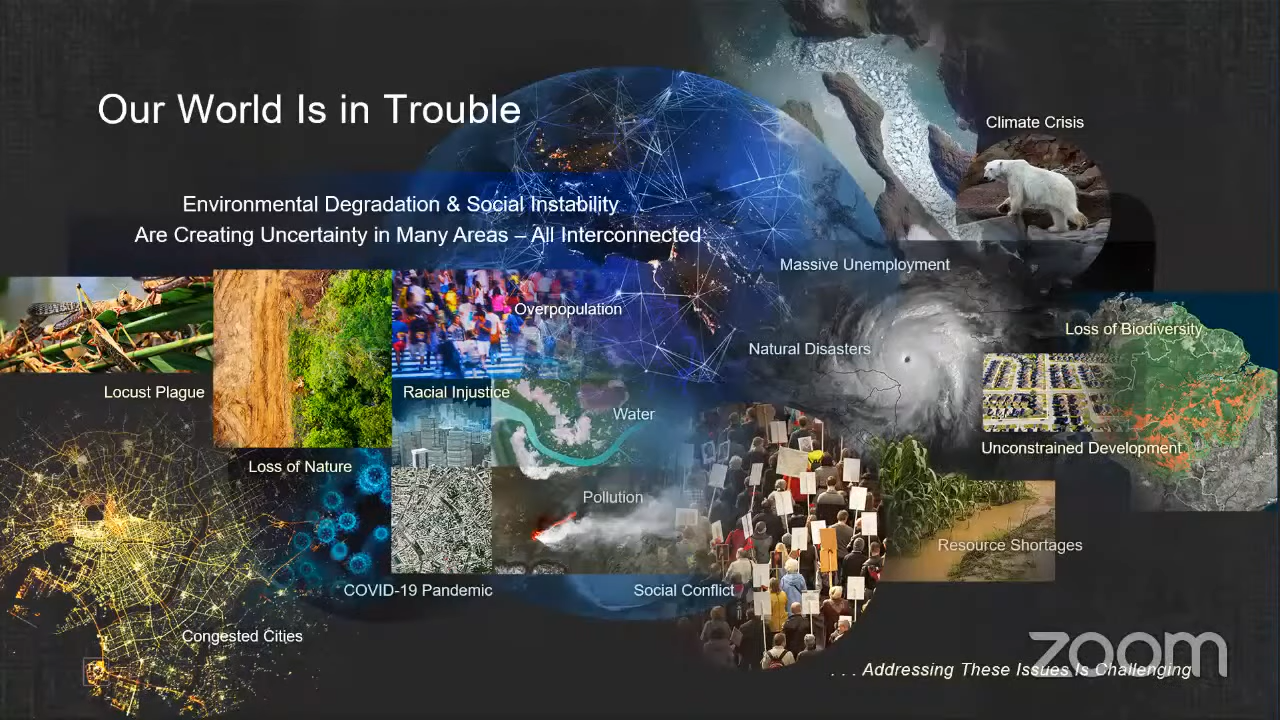 Our World Is in Trouble
Climate Crisis
Environmental Degradation & Social Instability
Are Creating Uncertainty in Many Areas – All Interconnected
Massive Unemployment
Overpopulation
Loss of Biodiversity
Natural Disasters
Locust Plague
Racial Injustice
Water
Unconstrained Development
Loss of Nature
Pollution
Resource Shortages
COVID-19 Pandemic
Social Conflict
Congested Cities
zoom
. . . Addressing These Issues Is Challenging